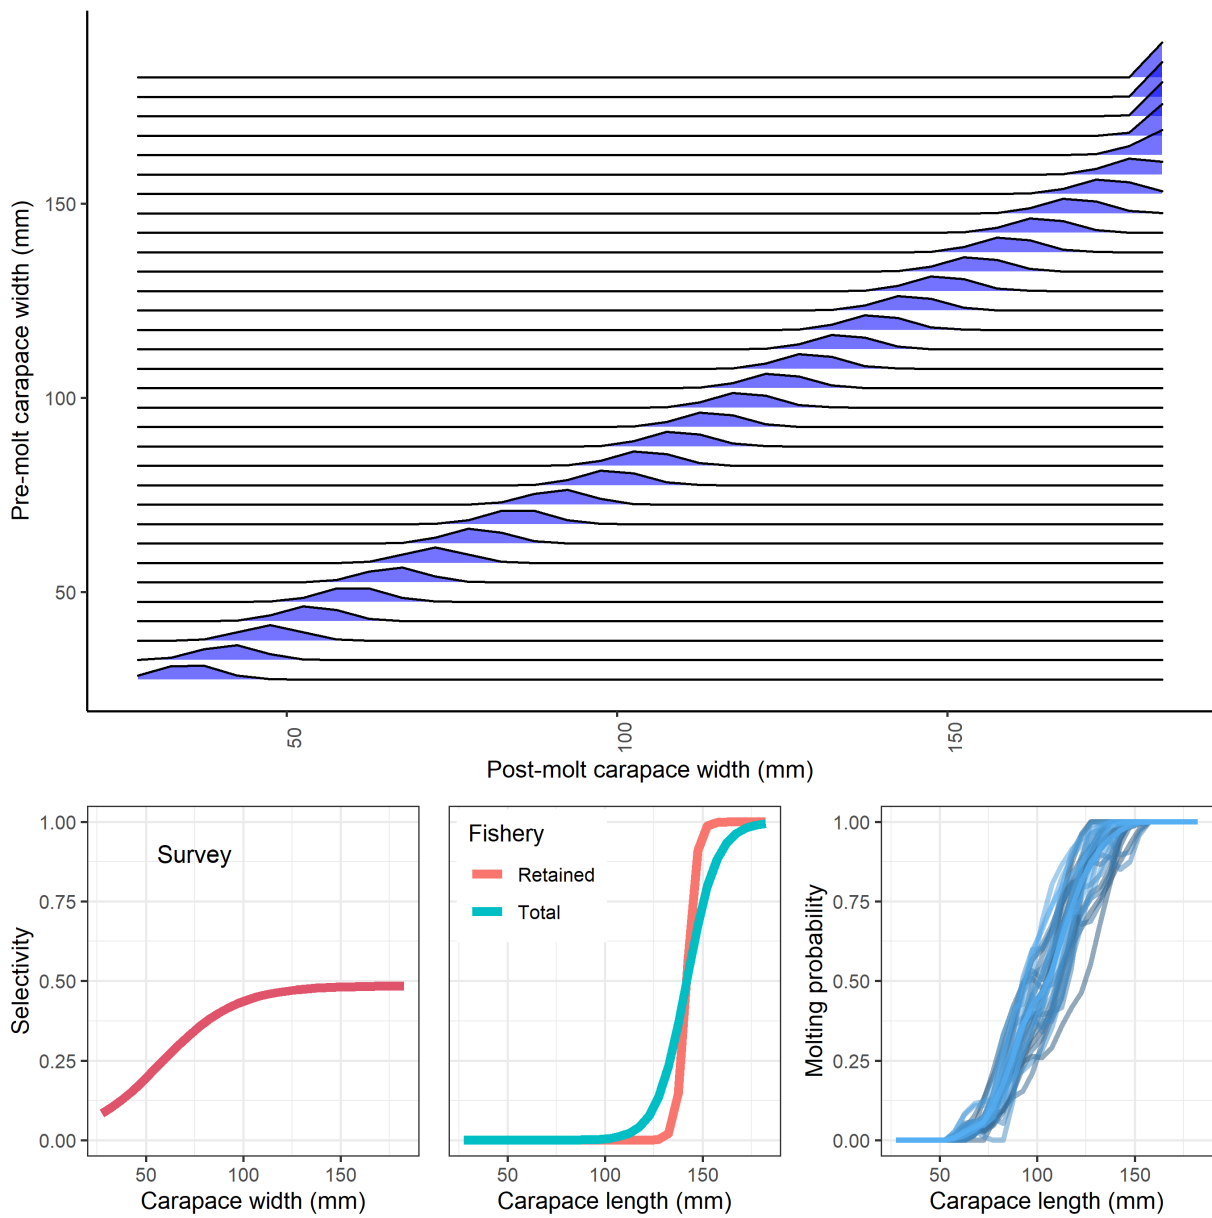 Pre-molt carapace width (mm)
150
100
50
50
100
150
Post-molt carapace width (mm)
Selectivity
1.00
0.75
0.50
0.25
0.00
Survey
50
100
150
Carapace width (mm)
Fishery
Retained
Total
50
100
150
Carapace length (mm)
Molting probability
1.00
0.75
0.50
0.25
0.00
50
100
150
Carapace length (mm)